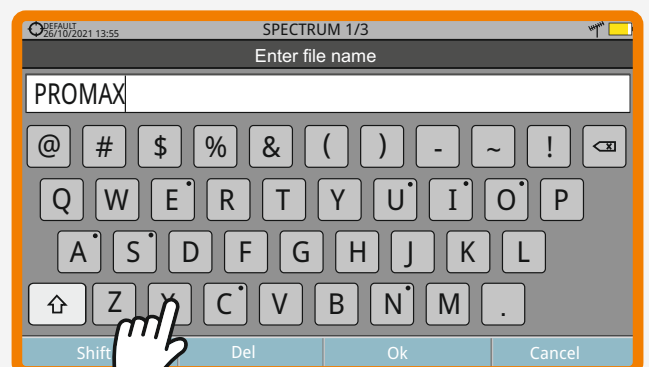 DEFAULT
26/10/2021 13:55 SPECTRUM 1/3
Enter file name
PROMAX
@ # $ % & ( ) - ~ !
Q W E R T Y U I O P
A S D F G H J K L
Z X C V B N M .
Shift Del Ok Cancel